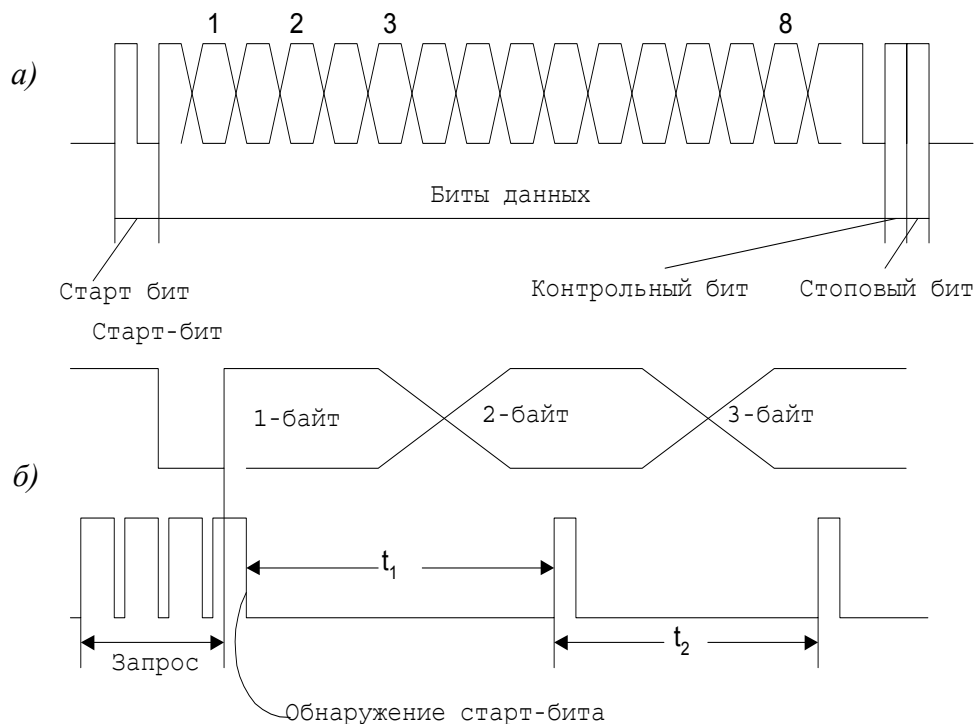 1 2 3 8
а)
Биты данных
Старт бит Контрольный бит Стоповый бит
Старт-бит
1-байт 2-байт 3-байт
б)
t1
t2
Запрос
Обнаружение старт-бита